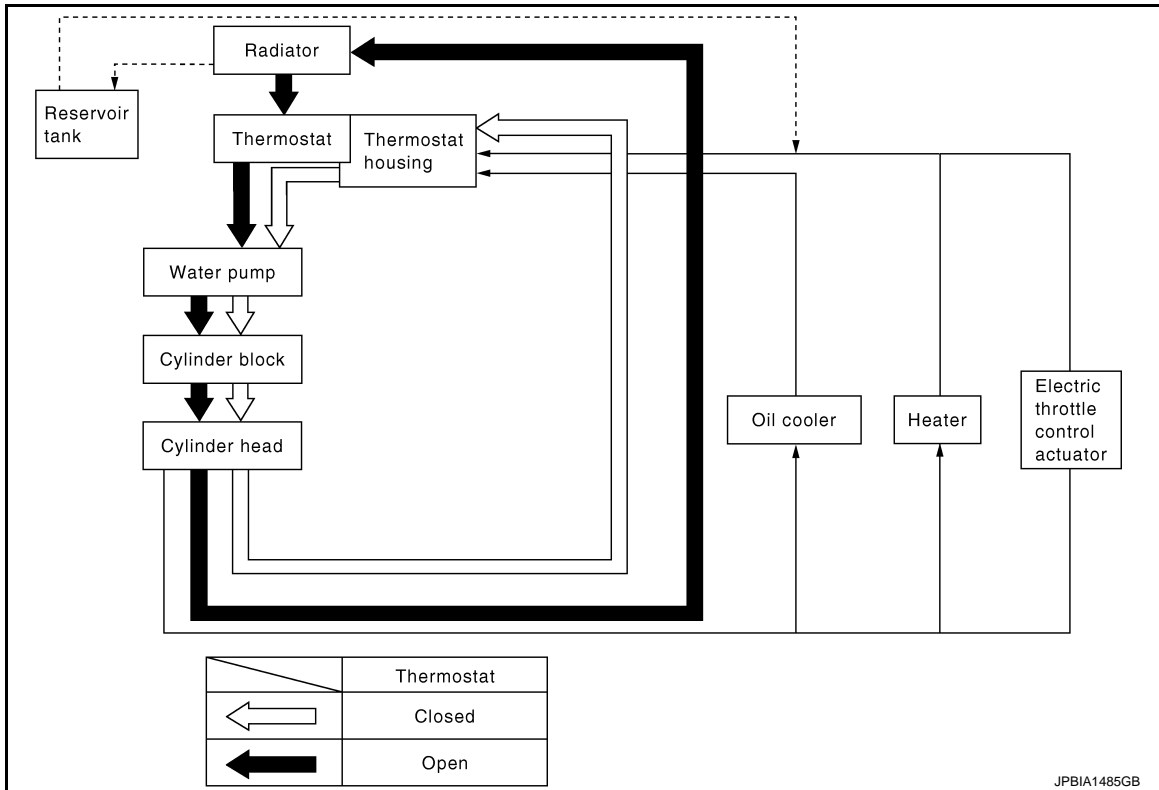 Radiator
Reservoir
tank
Thermostat
Thermostat
housing
Water pump
Cylinder block
Cylinder head
Oil cooler
Heater
Electric
throttle
control
actuator
Thermostat
Closed
Open
JPBIA1485GB